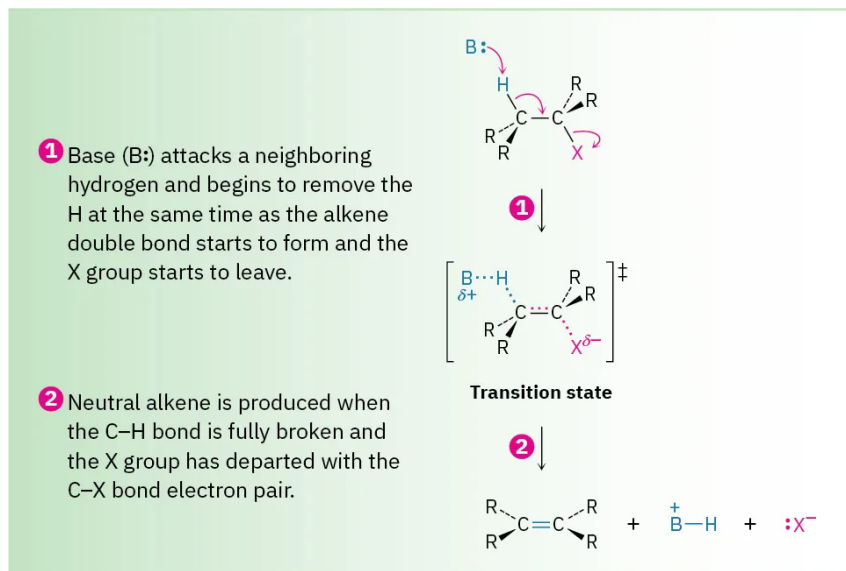 B:
H
R
R
C–C
R
R
X
1 Base (B:) attacks a neighboring
hydrogen and begins to remove the
H at the same time as the alkene
double bond starts to form and the
X group starts to leave.
1
B···H
δ+
R
R
C=C
R
R
Xδ–
‡
Transition state
2 Neutral alkene is produced when
the C–H bond is fully broken and
the X group has departed with the
C–X bond electron pair.
2
R
R
C=C
R
R
+
+
B–H
+
:X–